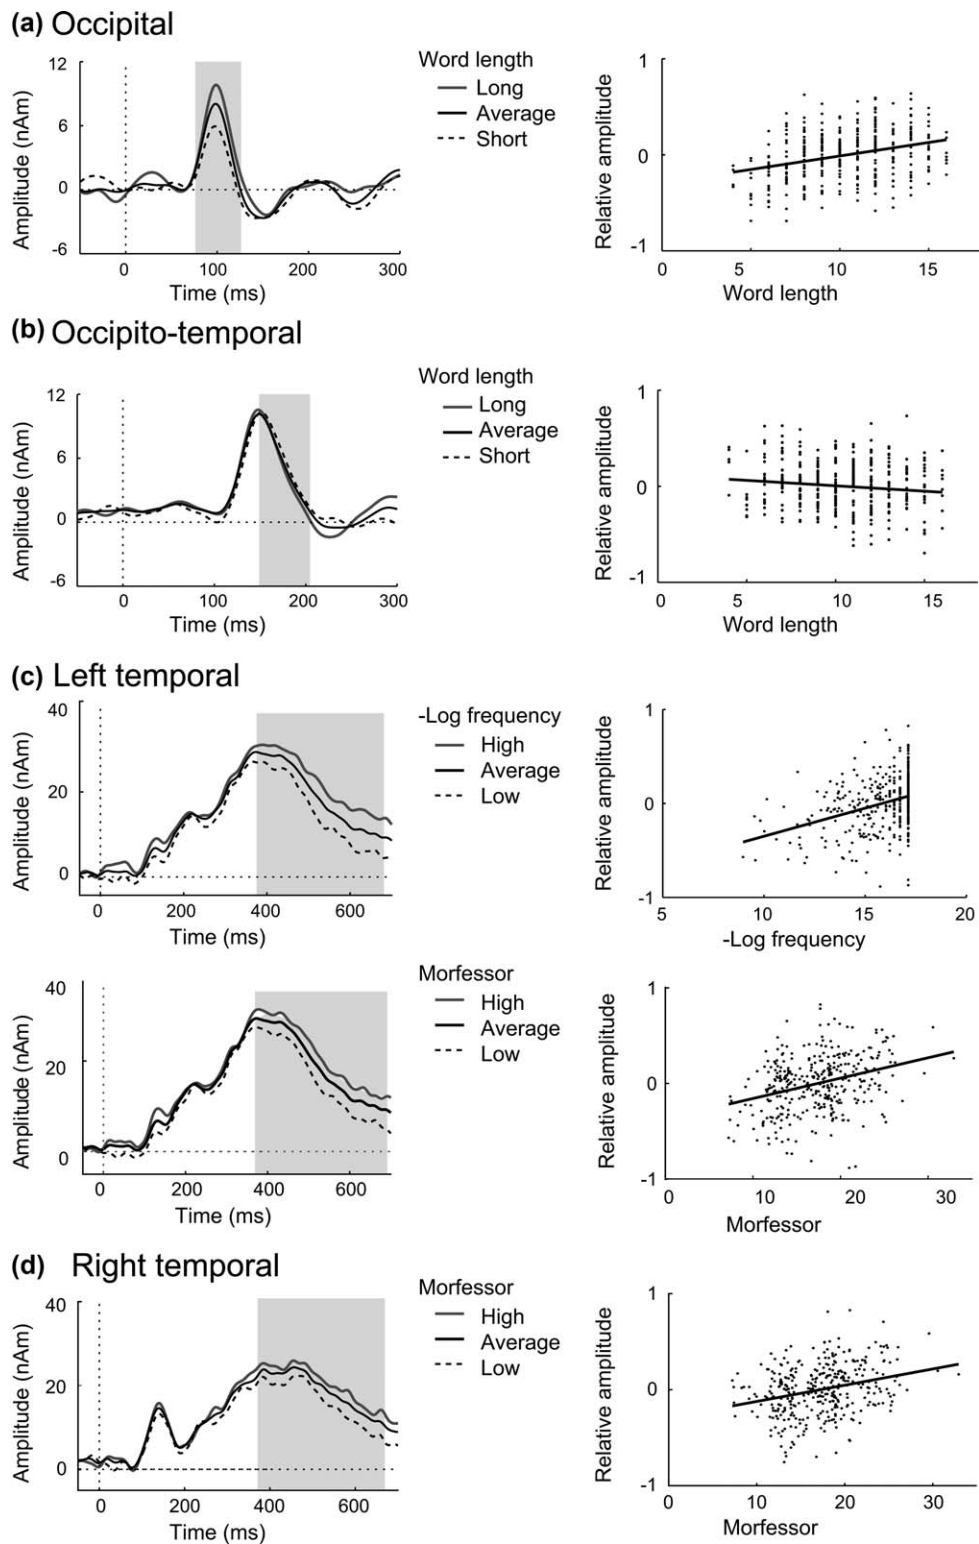 (a) Occipital
12
6
0
-6
Amplitude (nAm)
0 100 200 300
Time (ms)
Word length
Long
Average
Short
1
0
-1
Relative amplitude
0 5 10 15
Word length
(b) Occipito-temporal
12
6
0
-6
Amplitude (nAm)
0 100 200 300
Time (ms)
Word length
Long
Average
Short
1
0
-1
Relative amplitude
0 5 10 15
Word length
(c) Left temporal
40
20
0
Amplitude (nAm)
0 200 400 600
Time (ms)
-Log frequency
High
Average
Low
1
0
-1
Relative amplitude
5 10 15 20
-Log frequency
40
20
0
Amplitude (nAm)
0 200 400 600
Time (ms)
Morfessor
High
Average
Low
1
0
-1
Relative amplitude
0 10 20 30
Morfessor
(d) Right temporal
40
20
0
Amplitude (nAm)
0 200 400 600
Time (ms)
Morfessor
High
Average
Low
1
0
-1
Relative amplitude
0 10 20 30
Morfessor